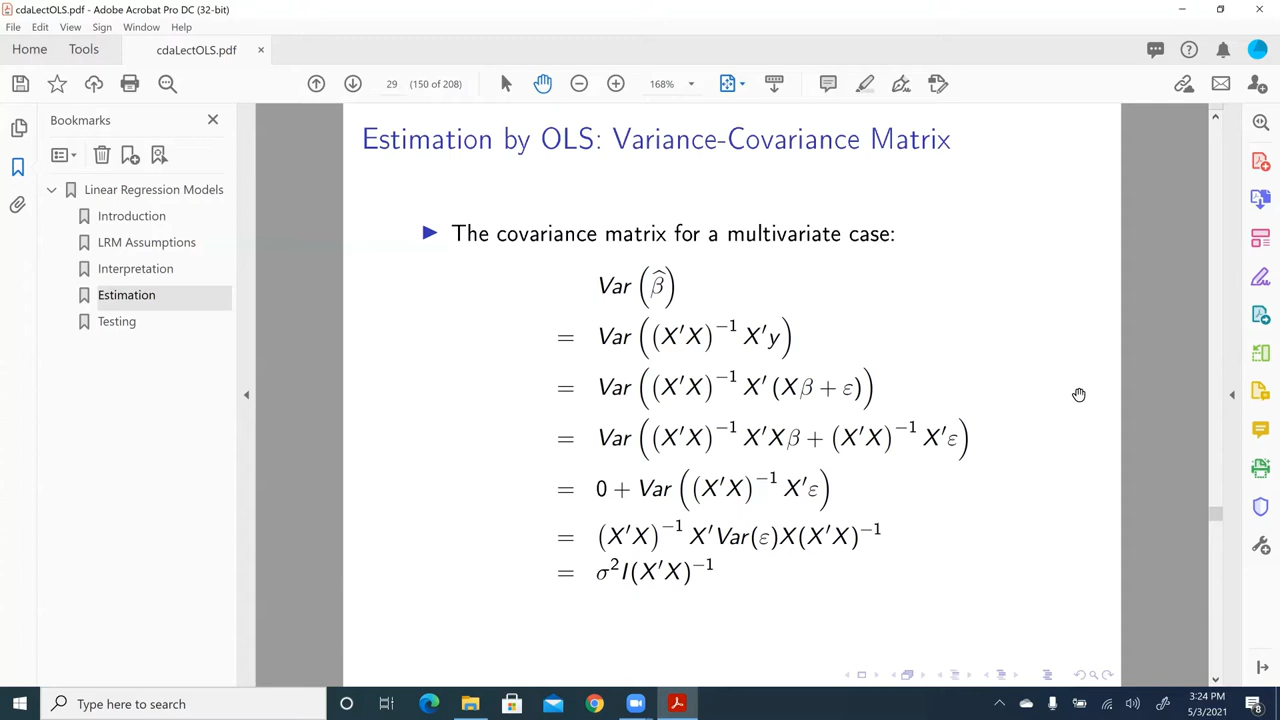 cdaLectOLS.pdf - Adobe Acrobat Pro DC (32-bit)
File Edit View Sign Window Help
Home Tools cdaLectOLS.pdf ×
29 (150 of 208) 168%
Bookmarks
Linear Regression Models
Introduction
LRM Assumptions
Interpretation
Estimation
Testing
Estimation by OLS: Variance-Covariance Matrix
▶ The covariance matrix for a multivariate case:
Var (β̂)
= Var ((X′X)⁻¹ X′y)
= Var ((X′X)⁻¹ X′ (Xβ + ε))
= Var ((X′X)⁻¹ X′Xβ + (X′X)⁻¹ X′ε)
= 0 + Var ((X′X)⁻¹ X′ε)
= (X′X)⁻¹ X′Var(ε)X(X′X)⁻¹
= σ²I(X′X)⁻¹
Type here to search
3:24 PM
5/3/2021
8